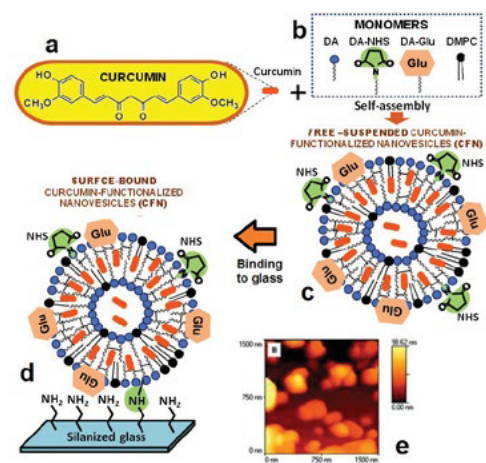 a
CURCUMIN
HO
OH
H₃CO
OCH₃
O
O
Curcumin
+
b
MONOMERS
DA DA-NHS DA-Glu DMPC
N
Glu
Self-assembly
FREE-SUSPENDED CURCUMIN-
FUNCTIONALIZED NANOVESICLES (CFN)
NHS
Glu
Glu
Glu
Glu
NHS
NHS
c
SURFCE-BOUND
CURCUMIN-FUNCTIONALIZED
NANOVESICLES (CFN)
NHS
Glu
NHS
Glu
Glu
Glu
Binding
to glass
d
NH₂ NH₂ NH₂ NH NH₂
Silanized glass
1500 nm
750 nm
0 nm
0 nm
750 nm
1500 nm
0.00 nm
e